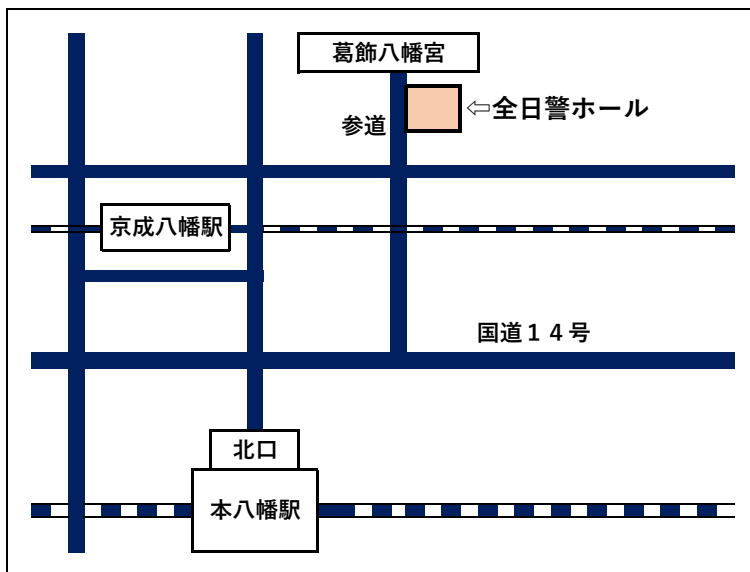 葛飾八幡宮
⇦全日警ホール
参道
京成八幡駅
国道１４号
北口
本八幡駅